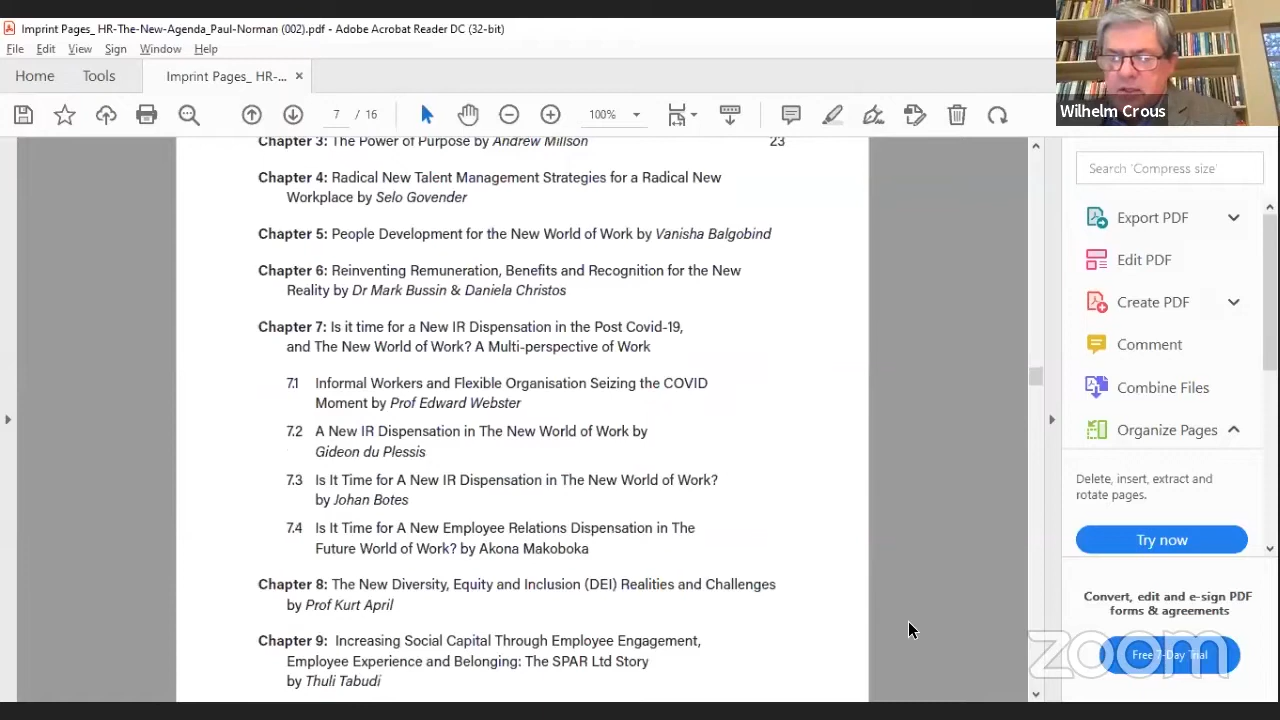 Imprint Pages_ HR-The-New-Agenda_Paul-Norman (002).pdf - Adobe Acrobat Reader DC (32-bit)
File Edit View Sign Window Help
Home Tools Imprint Pages_ HR-... ×
7 / 16 100%
Wilhelm Crous
Chapter 3: The Power of Purpose by Andrew Millson 23
Chapter 4: Radical New Talent Management Strategies for a Radical New
Workplace by Selo Govender
Chapter 5: People Development for the New World of Work by Vanisha Balgobind
Chapter 6: Reinventing Remuneration, Benefits and Recognition for the New
Reality by Dr Mark Bussin & Daniela Christos
Chapter 7: Is it time for a New IR Dispensation in the Post Covid-19,
and The New World of Work? A Multi-perspective of Work
7.1 Informal Workers and Flexible Organisation Seizing the COVID
Moment by Prof Edward Webster
7.2 A New IR Dispensation in The New World of Work by
Gideon du Plessis
7.3 Is It Time for A New IR Dispensation in The New World of Work?
by Johan Botes
7.4 Is It Time for A New Employee Relations Dispensation in The
Future World of Work? by Akona Makoboka
Chapter 8: The New Diversity, Equity and Inclusion (DEI) Realities and Challenges
by Prof Kurt April
Chapter 9: Increasing Social Capital Through Employee Engagement,
Employee Experience and Belonging: The SPAR Ltd Story
by Thuli Tabudi
Search 'Compress size'
Export PDF
Edit PDF
Create PDF
Comment
Combine Files
Organize Pages
Delete, insert, extract and
rotate pages.
Try now
Convert, edit and e-sign PDF
forms & agreements
Free 7-Day Trial
zoom